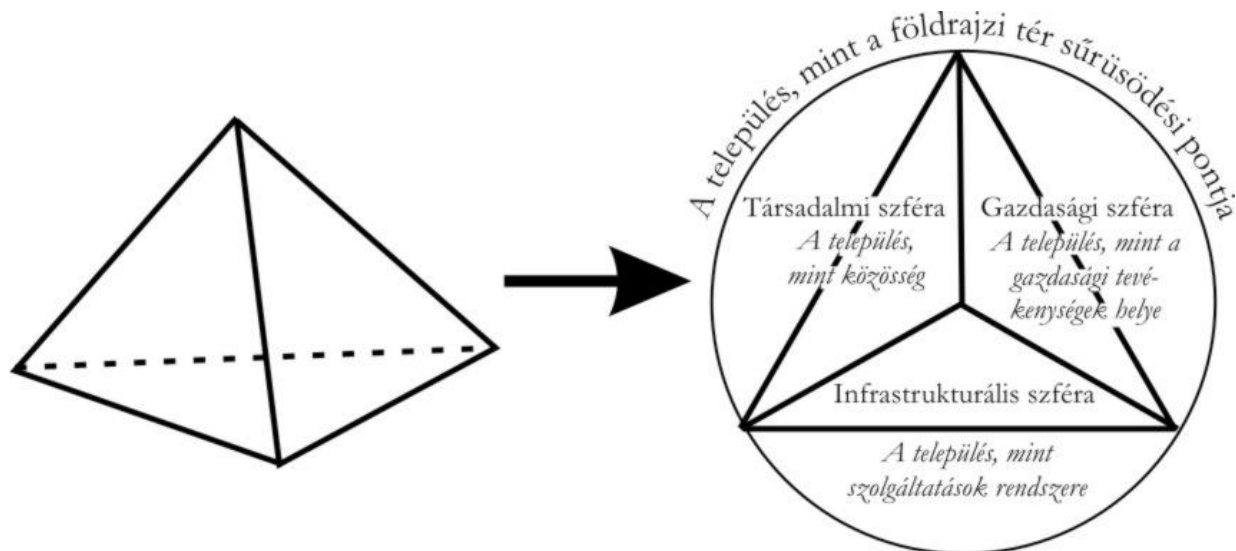 A település, mint a földrajzi tér sűrüsödési pontja
Társadalmi szféra
A település,
mint közösség
Gazdasági szféra
A település, mint a
gazdasági tevé-
kenységek helye
Infrastrukturális szféra
A település, mint
szolgáltatások rendszere